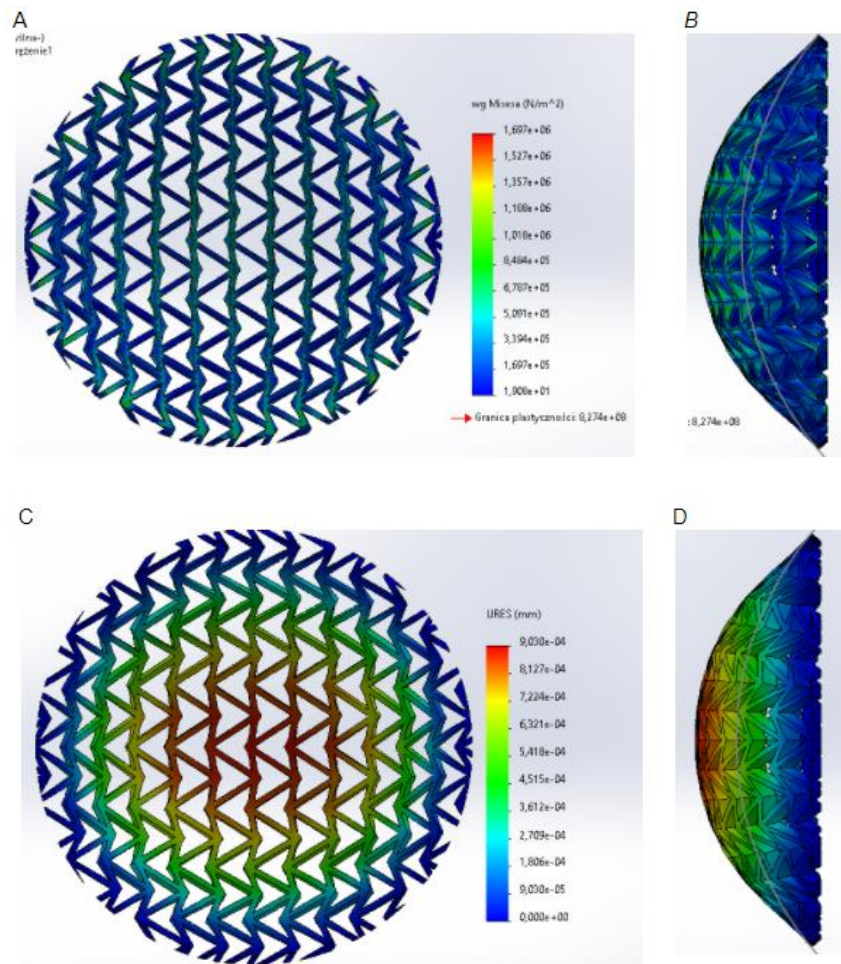 A
B
rężenie1
wg Misesa (N/m^2)
1,697e+06
1,527e+06
1,357e+06
1,188e+06
1,018e+06
8,484e+05
6,787e+05
5,091e+05
3,394e+05
1,697e+05
1,908e+01
Granica plastyczności: 8,274e+08
: 8,274e+08
C
D
URES (mm)
9,030e-04
8,127e-04
7,224e-04
6,321e-04
5,418e-04
4,515e-04
3,612e-04
2,709e-04
1,806e-04
9,030e-05
0,000e+00